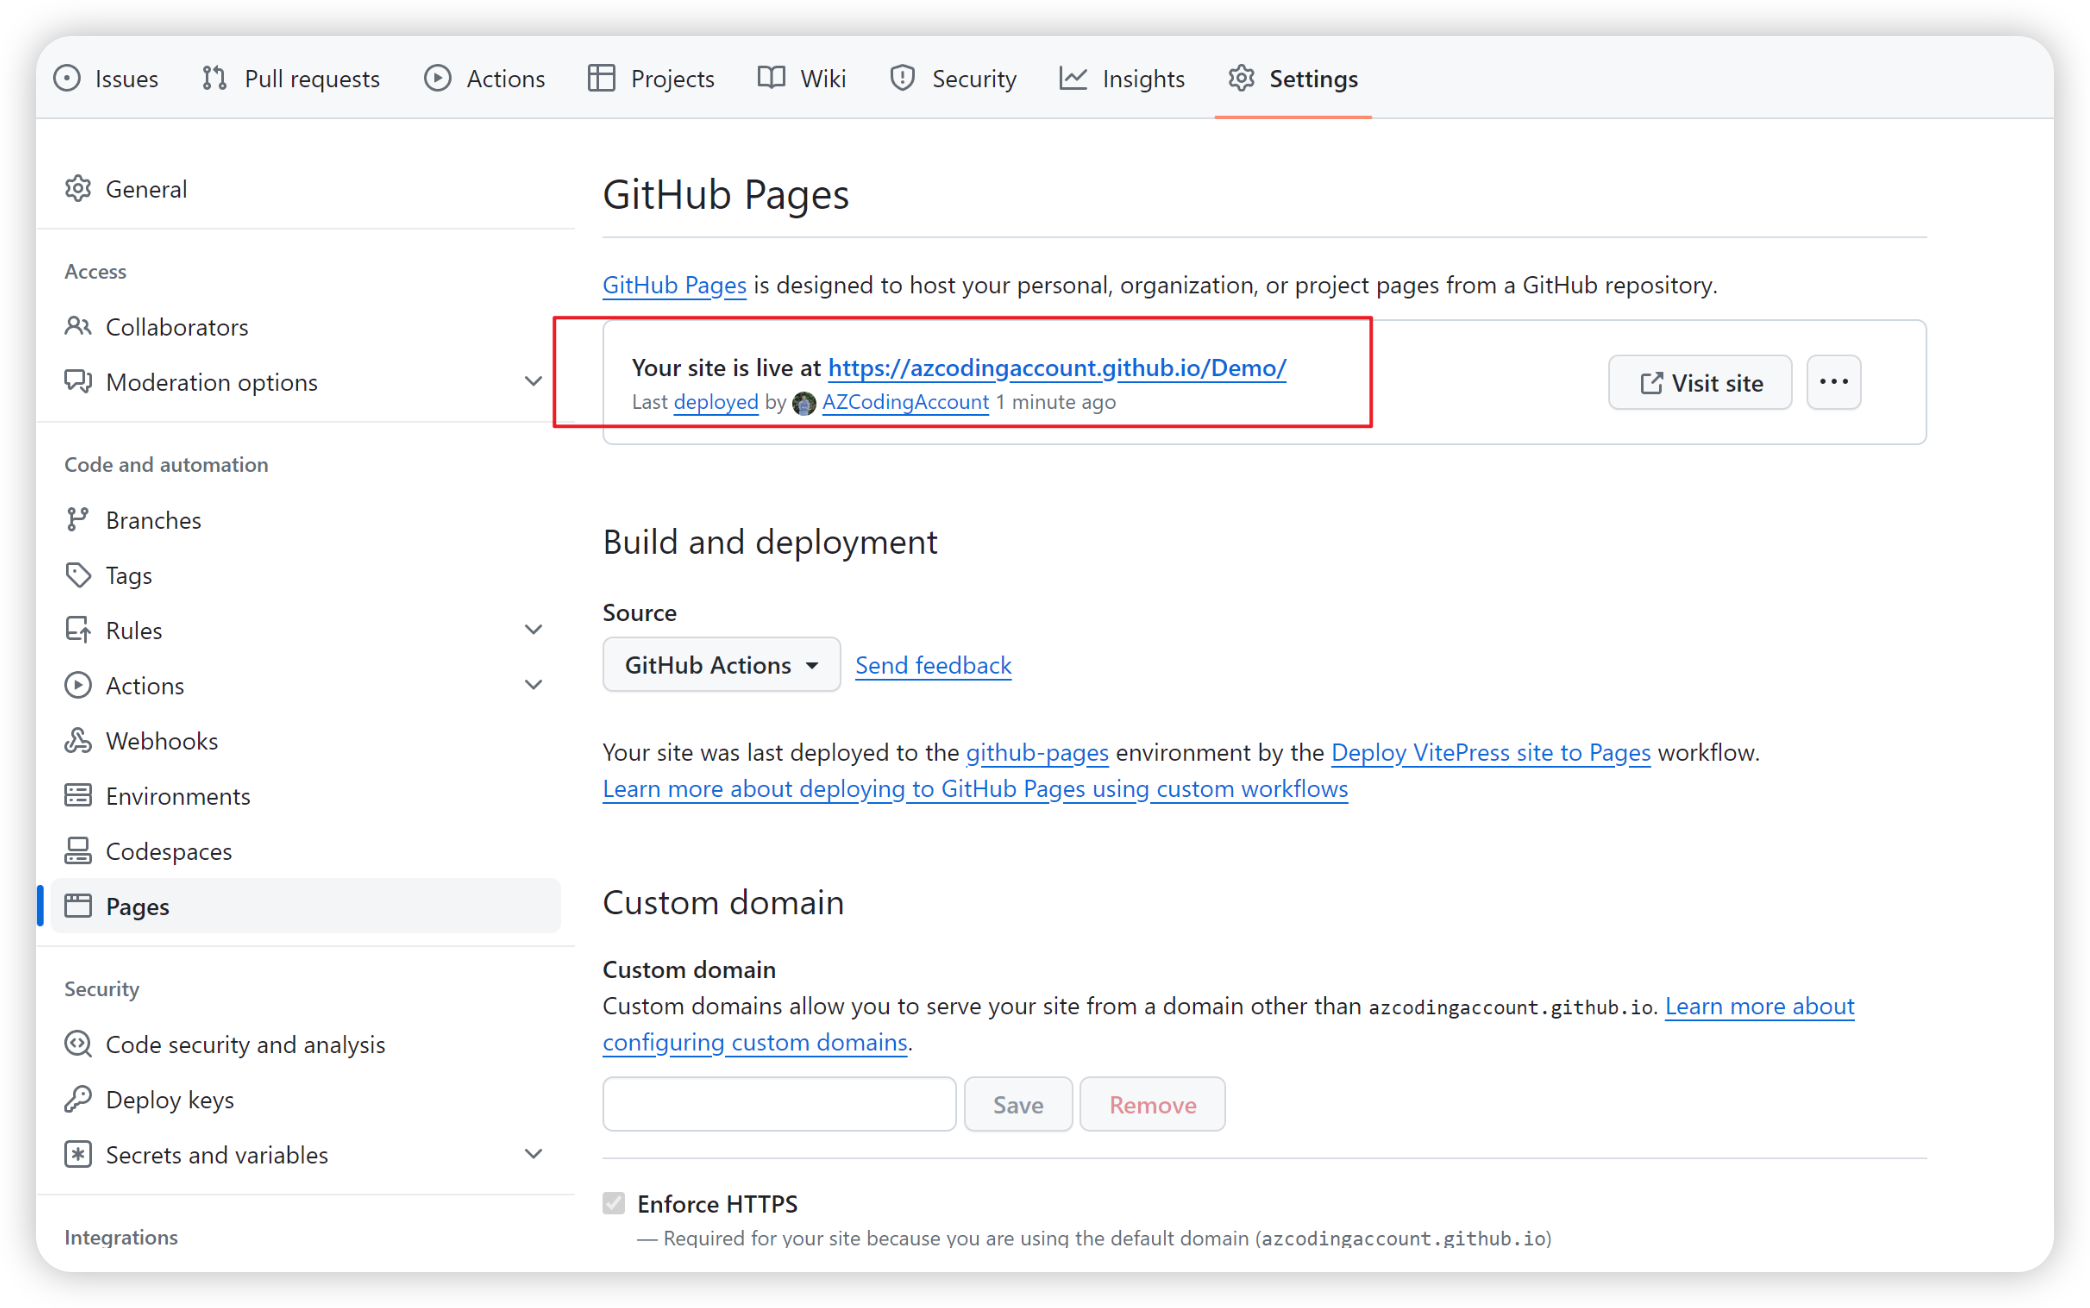 Issues Pull requests Actions Projects Wiki Security Insights Settings
General
Access
Collaborators
Moderation options
Code and automation
Branches
Tags
Rules
Actions
Webhooks
Environments
Codespaces
Pages
Security
Code security and analysis
Deploy keys
Secrets and variables
Integrations
GitHub Pages
GitHub Pages is designed to host your personal, organization, or project pages from a GitHub repository.
Your site is live at https://azcodingaccount.github.io/Demo/
Last deployed by AZCodingAccount 1 minute ago
Visit site
Build and deployment
Source
GitHub Actions Send feedback
Your site was last deployed to the github-pages environment by the Deploy VitePress site to Pages workflow.
Learn more about deploying to GitHub Pages using custom workflows
Custom domain
Custom domain
Custom domains allow you to serve your site from a domain other than azcodingaccount.github.io. Learn more about
configuring custom domains.
Save Remove
Enforce HTTPS
— Required for your site because you are using the default domain (azcodingaccount.github.io)